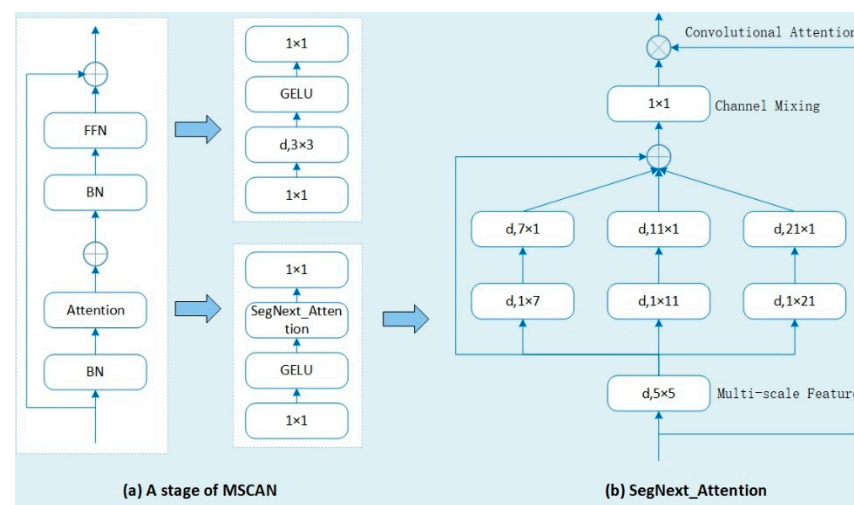 FFN
BN
Attention
BN
1×1
GELU
d,3×3
1×1
1×1
SegNext_Atten
tion
GELU
1×1
(a) A stage of MSCAN
Convolutional Attention
1×1
Channel Mixing
d,7×1
d,11×1
d,21×1
d,1×7
d,1×11
d,1×21
d,5×5
Multi-scale Feature
(b) SegNext_Attention